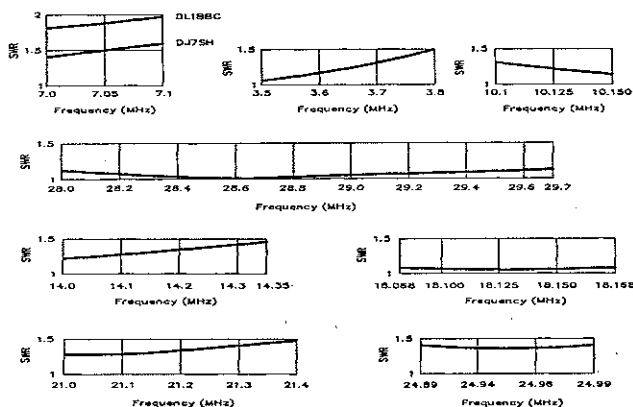 2
DL1BBC
SWR
1.5
DJ7SH
1
7.0 7.05 7.1
Frequency (MHz)
SWR
1.5
1
3.5 3.6 3.7 3.8
Frequency (MHz)
SWR
1.5
1
10.1 10.125 10.150
Frequency (MHz)
SWR
1.5
1
28.0 28.2 28.4 28.6 28.8 29.0 29.2 29.4 29.6 29.7
Frequency (MHz)
SWR
1.5
1
14.0 14.1 14.2 14.3 14.35
Frequency (MHz)
SWR
1.5
1
18.068 18.100 18.125 18.150 18.168
Frequency (MHz)
SWR
1.5
1
21.0 21.1 21.2 21.3 21.4
Frequency (MHz)
SWR
1.5
1
24.89 24.94 24.96 24.99
Frequency (MHz)